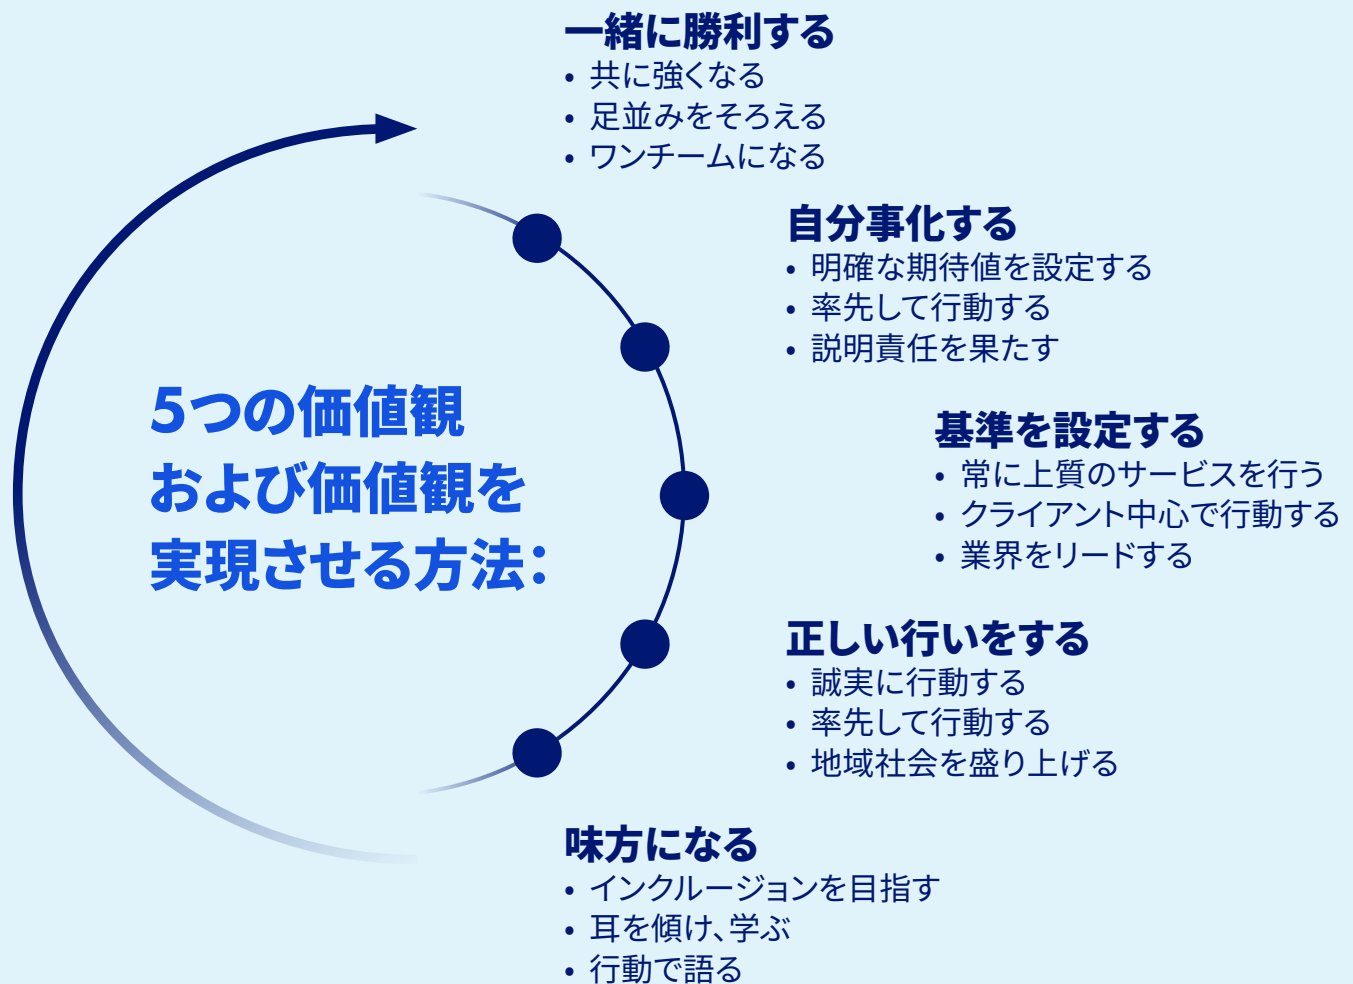 5つの価値観
および価値観を
実現させる方法：
一緒に勝利する
• 共に強くなる
• 足並みをそろえる
• ワンチームになる
自分事化する
• 明確な期待値を設定する
• 率先して行動する
• 説明責任を果たす
基準を設定する
• 常に上質のサービスを行う
• クライアント中心で行動する
• 業界をリードする
正しい行いをする
• 誠実に行動する
• 率先して行動する
• 地域社会を盛り上げる
味方になる
• インクルージョンを目指す
• 耳を傾け、学ぶ
• 行動で語る